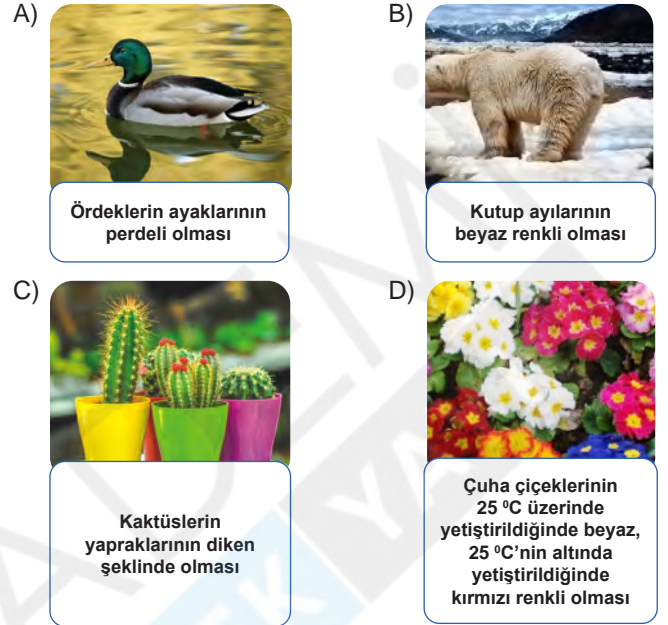 A)
Ördeklerin ayaklarının
perdeli olması
B)
Kutup ayılarının
beyaz renkli olması
C)
Kaktüslerin
yapraklarının diken
şeklinde olması
D)
Çuha çiçeklerinin
25 ⁰C üzerinde
yetiştirildiğinde beyaz,
25 ⁰C’nin altında
yetiştirildiğinde
kırmızı renkli olması